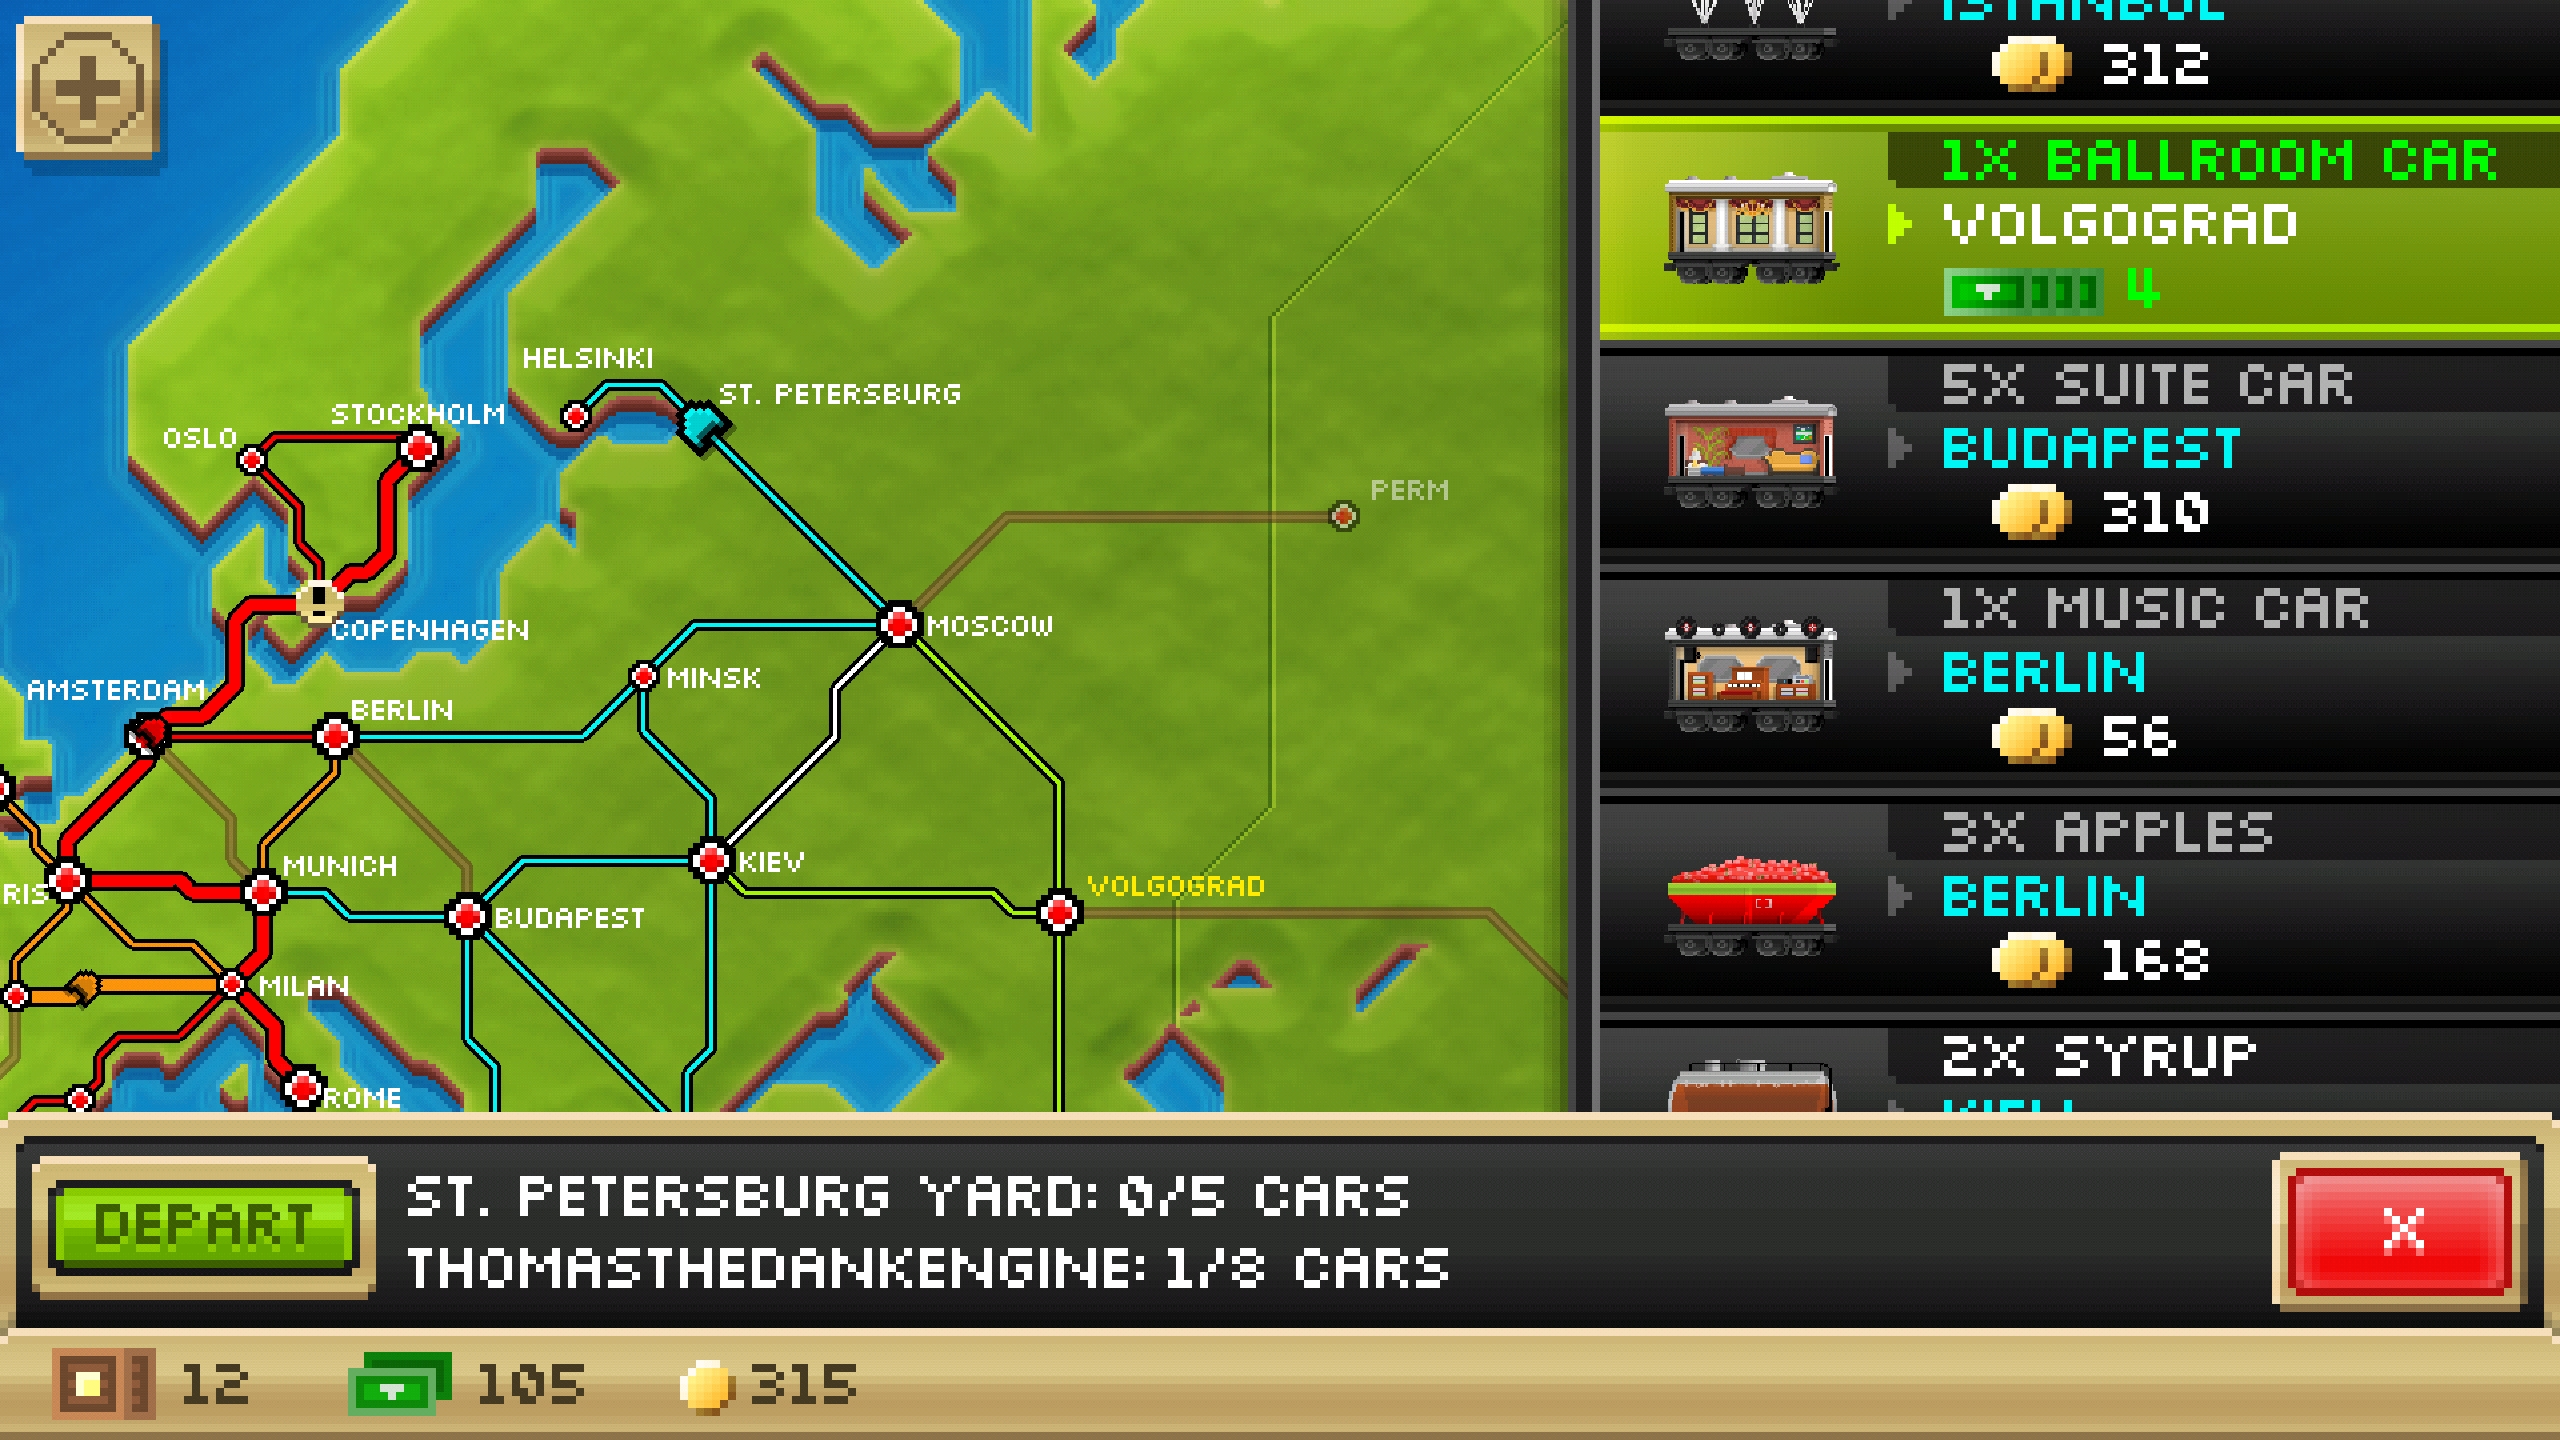 HELSINKI
ST. PETERSBURG
STOCKHOLM
OSLO
PERM
COPENHAGEN
MOSCOW
MINSK
AMSTERDAM
BERLIN
MUNICH
KIEV
VOLGOGRAD
RIS
BUDAPEST
MILAN
ROME
ISTANBUL
312
1X BALLROOM CAR
VOLGOGRAD
4
5X SUITE CAR
BUDAPEST
310
1X MUSIC CAR
BERLIN
56
3X APPLES
BERLIN
168
2X SYRUP
DEPART
ST. PETERSBURG YARD: 0/5 CARS
THOMASTHEDANKENGINE: 1/8 CARS
X
12
105
315